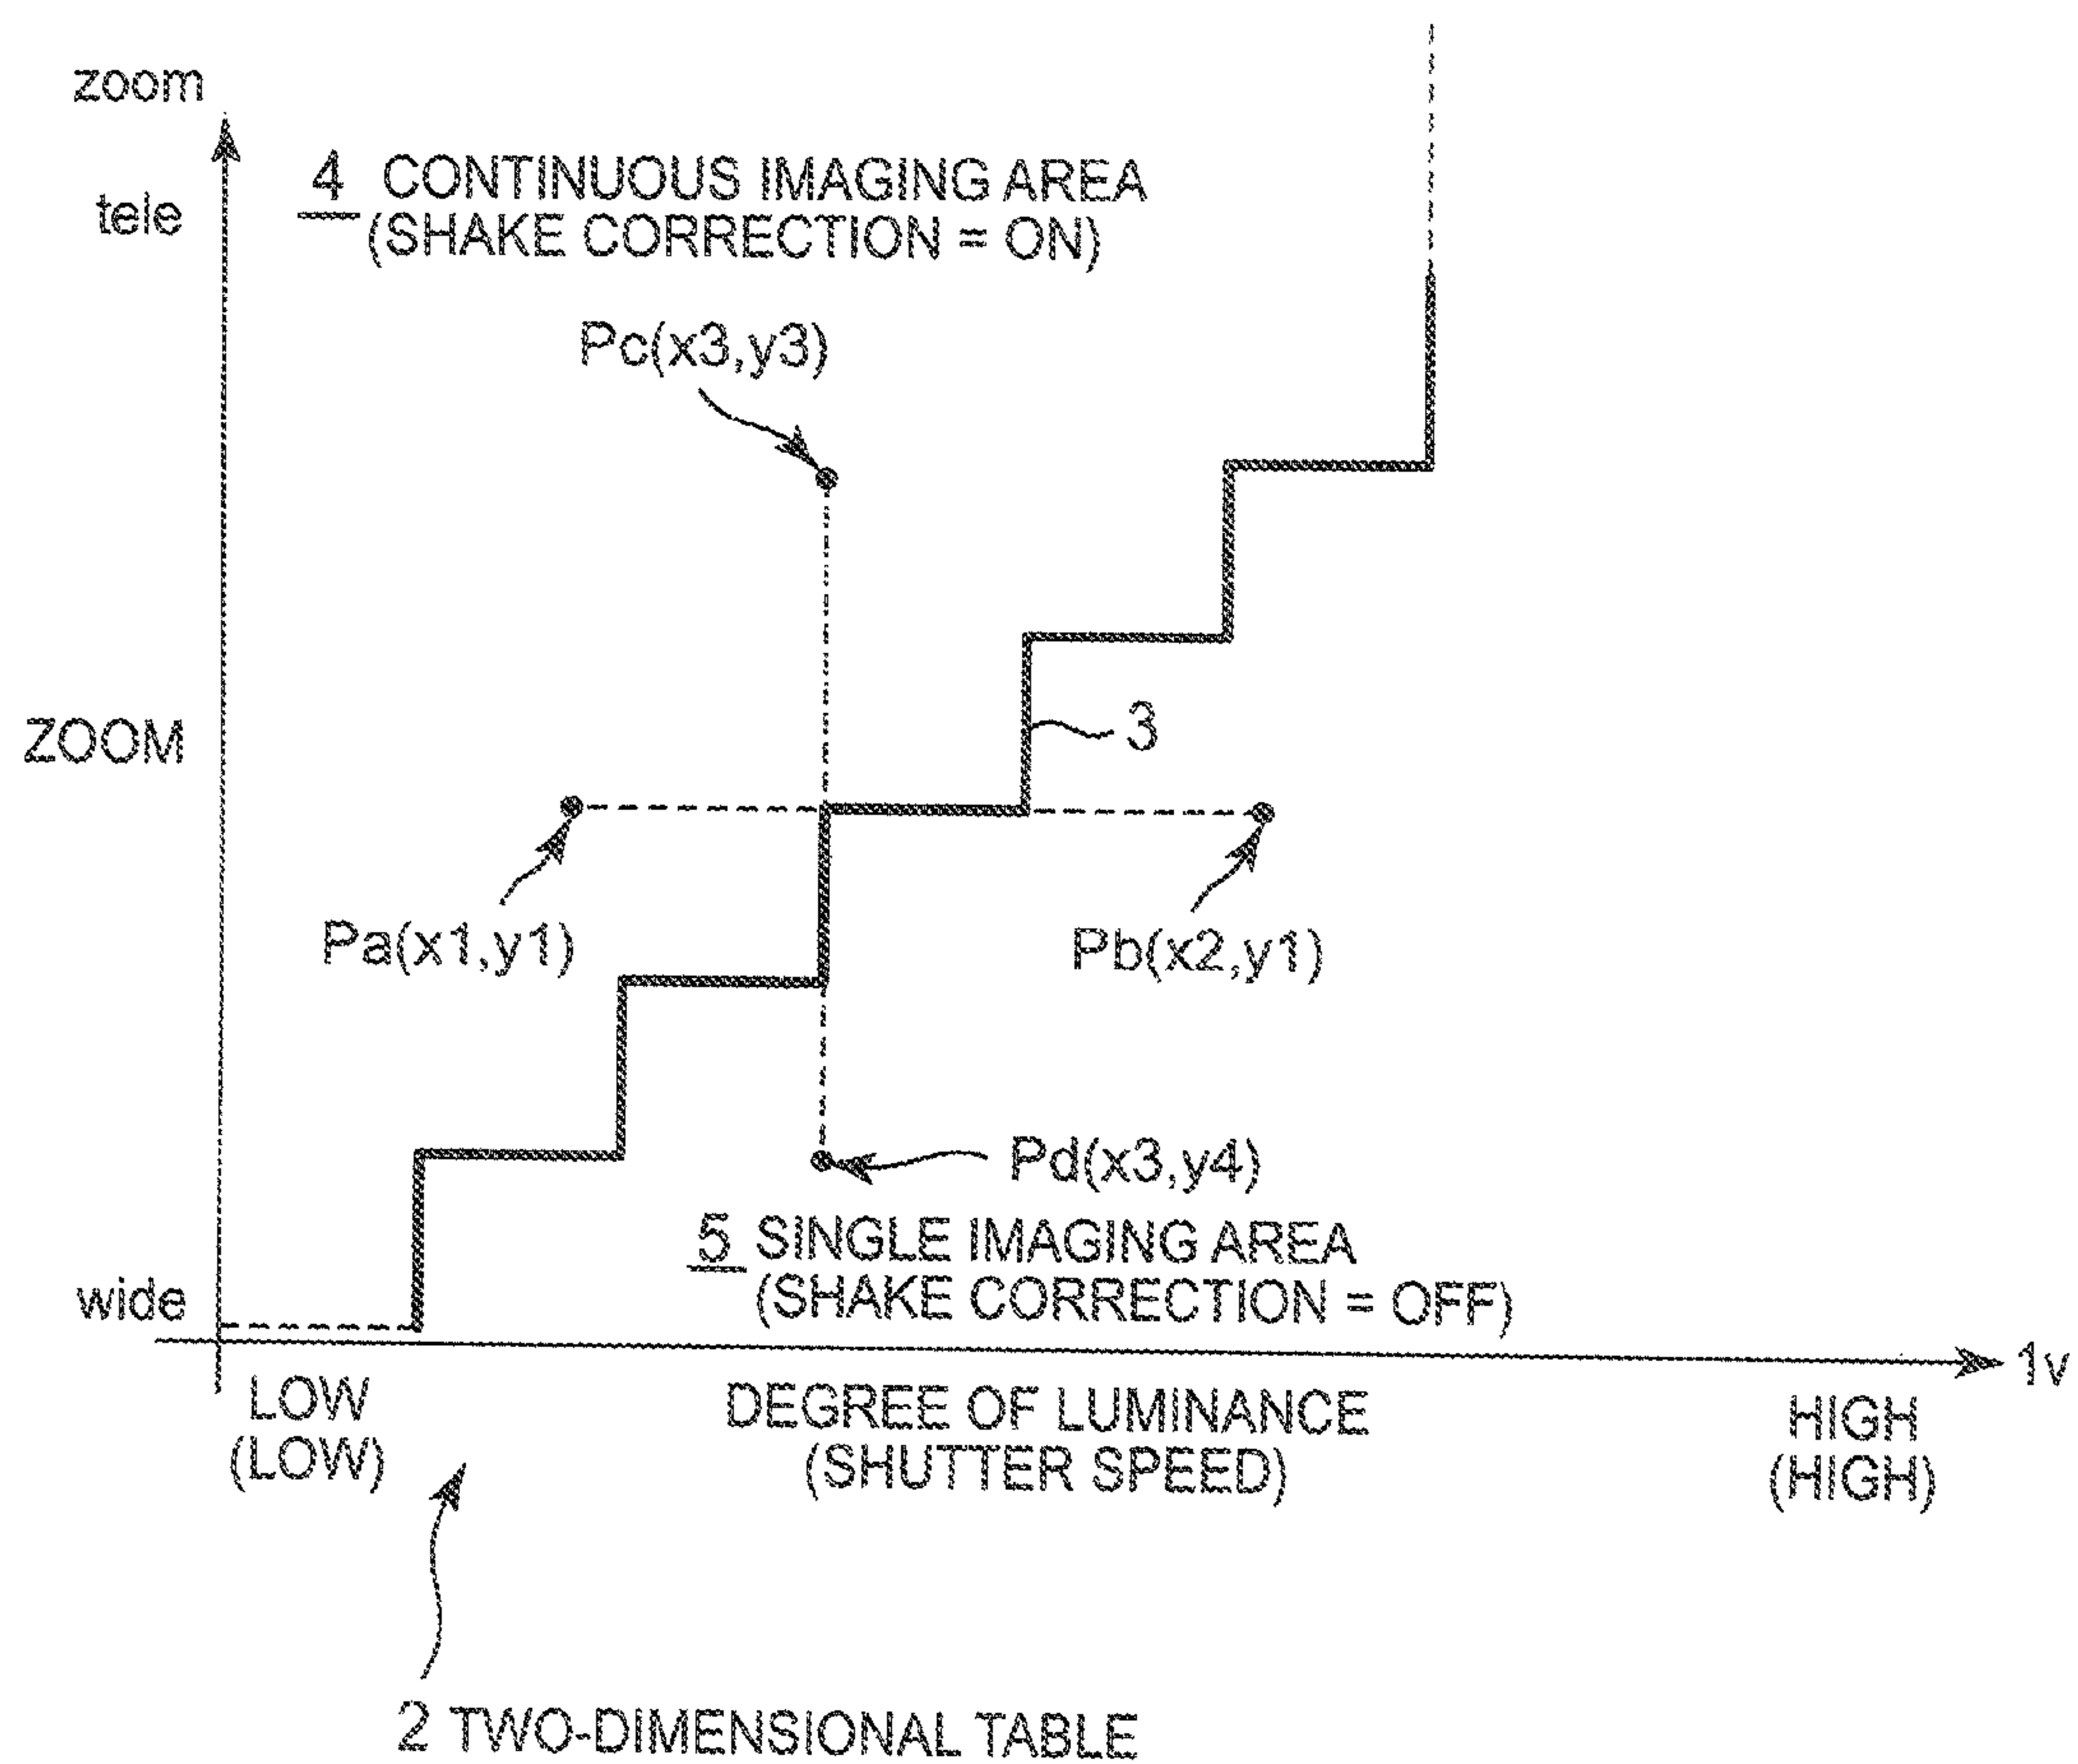 zoom
tele
4 CONTINUOUS IMAGING AREA
(SHAKE CORRECTION = ON)
Pc(x3,y3)
ZOOM
3
Pa(x1,y1)
Pb(x2,y1)
Pd(x3,y4)
5 SINGLE IMAGING AREA
(SHAKE CORRECTION = OFF)
wide
1v
LOW
(LOW)
DEGREE OF LUMINANCE
(SHUTTER SPEED)
HIGH
(HIGH)
2 TWO-DIMENSIONAL TABLE